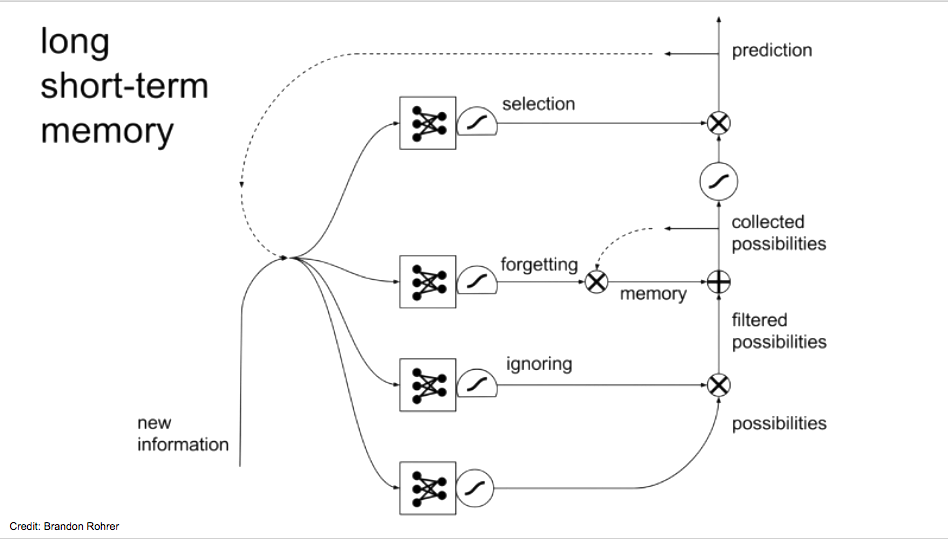 long
short-term
memory
prediction
selection
collected
possibilities
forgetting
memory
filtered
possibilities
ignoring
new
information
possibilities
Credit: Brandon Rohrer